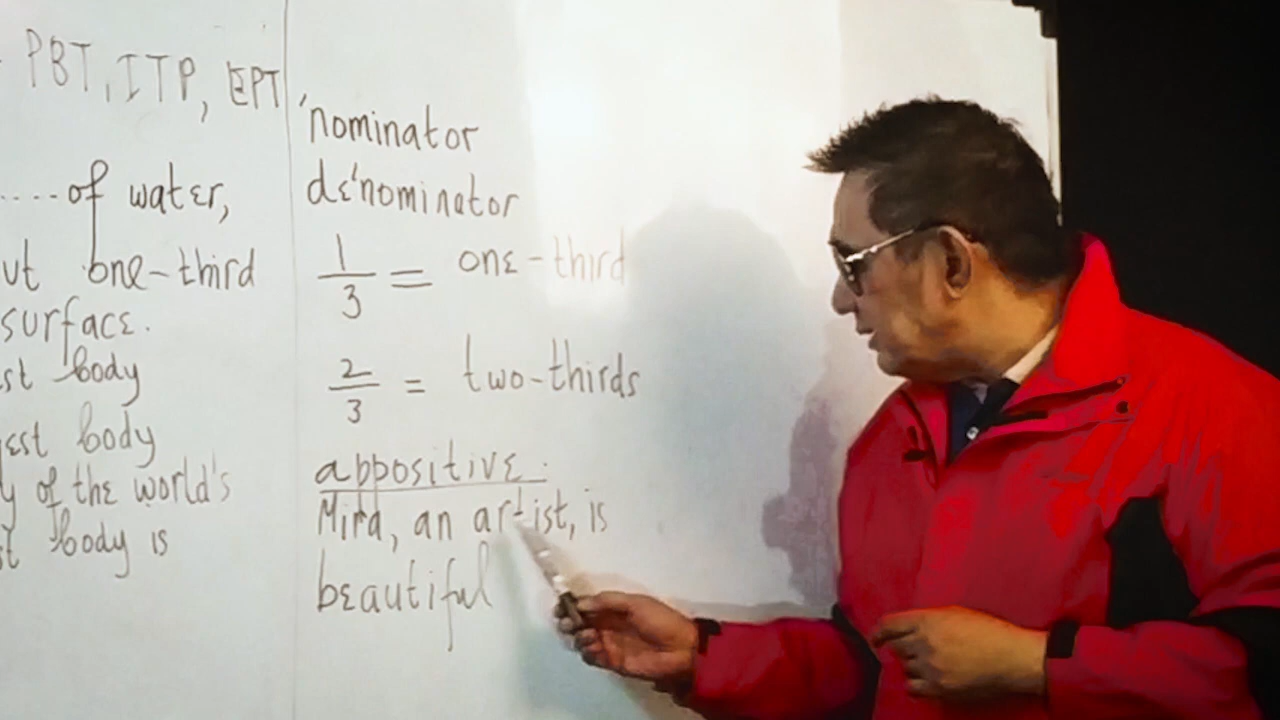 PBT, ITP, EPT
.... of water,
ut one-third
surface.
st body
est body
y of the world's
t body is
'nominator
de'nominator
1/3 = one-third
2/3 = two-thirds
appositive.
Mira, an artist, is
beautiful